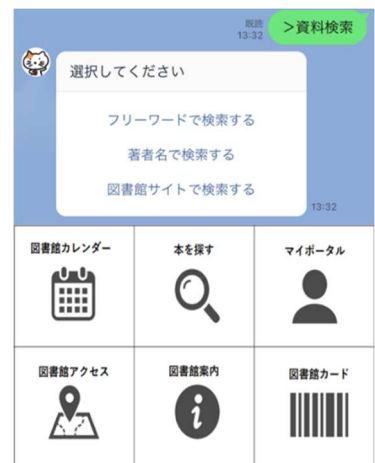 既読
13:32
＞資料検索
選択してください
フリーワードで検索する
著者名で検索する
図書館サイトで検索する
13:32
図書館カレンダー
本を探す
マイポータル
図書館アクセス
図書館案内
図書館カード